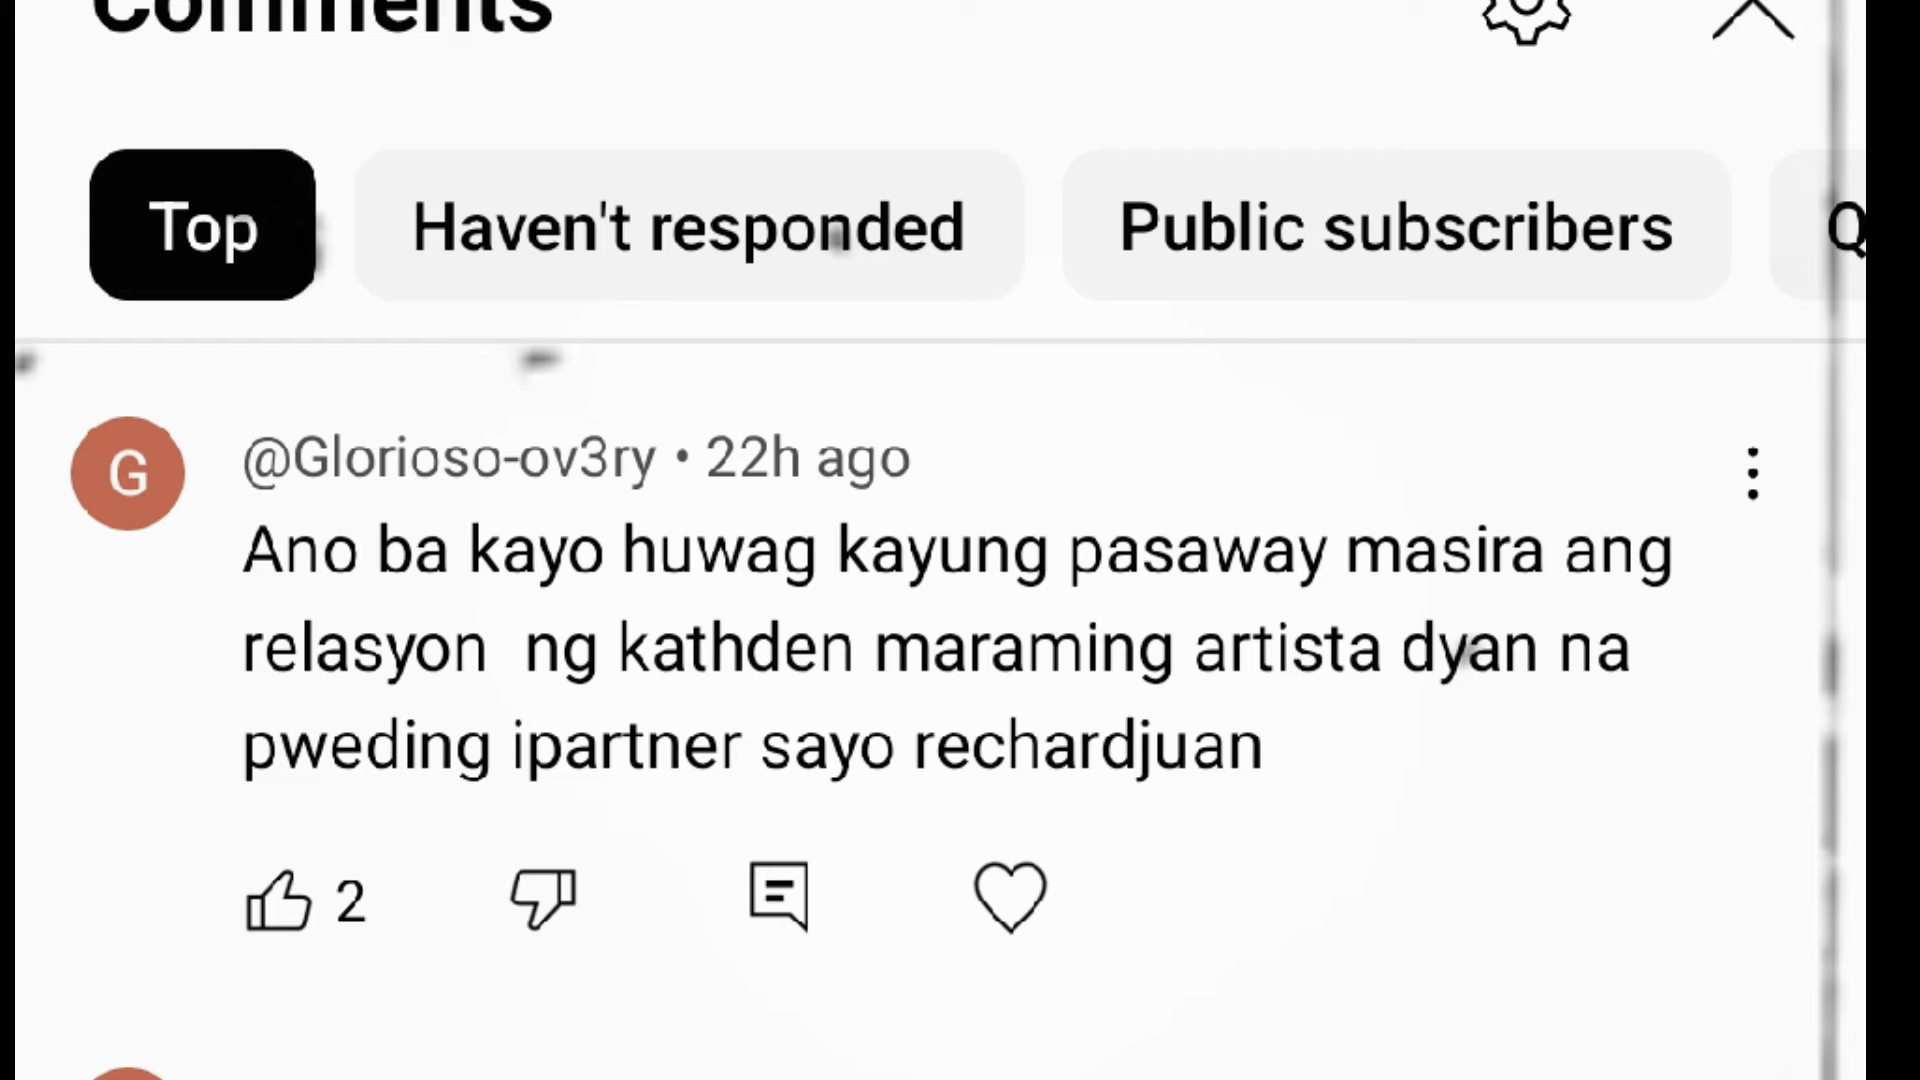 Comments
Top Haven't responded Public subscribers Q
G @Glorioso-ov3ry • 22h ago
Ano ba kayo huwag kayung pasaway masira ang
relasyon ng kathden maraming artista dyan na
pweding ipartner sayo rechardjuan
2